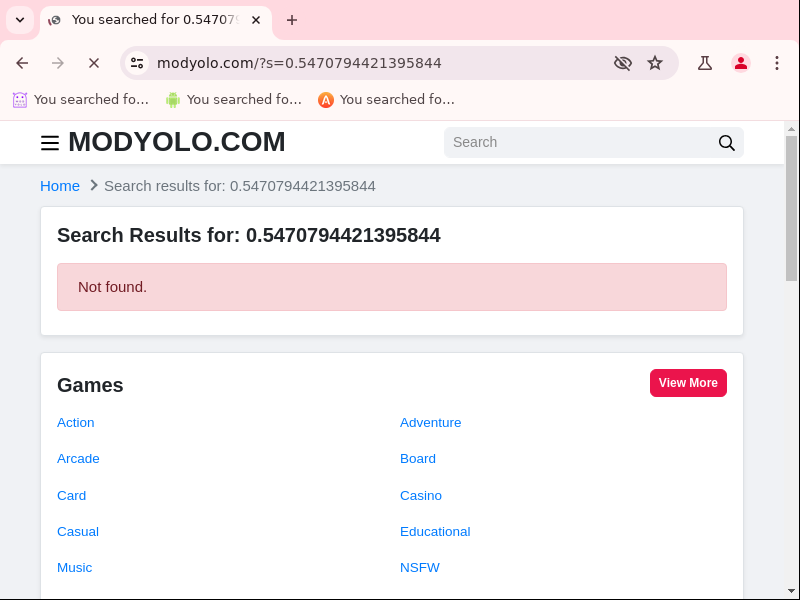 You searched for 0.54707
modyolo.com/?s=0.5470794421395844
You searched fo... You searched fo... You searched fo...
MODYOLO.COM Search
Home Search results for: 0.5470794421395844
Search Results for: 0.5470794421395844
Not found.
Games View More
Action Adventure
Arcade Board
Card Casino
Casual Educational
Music NSFW